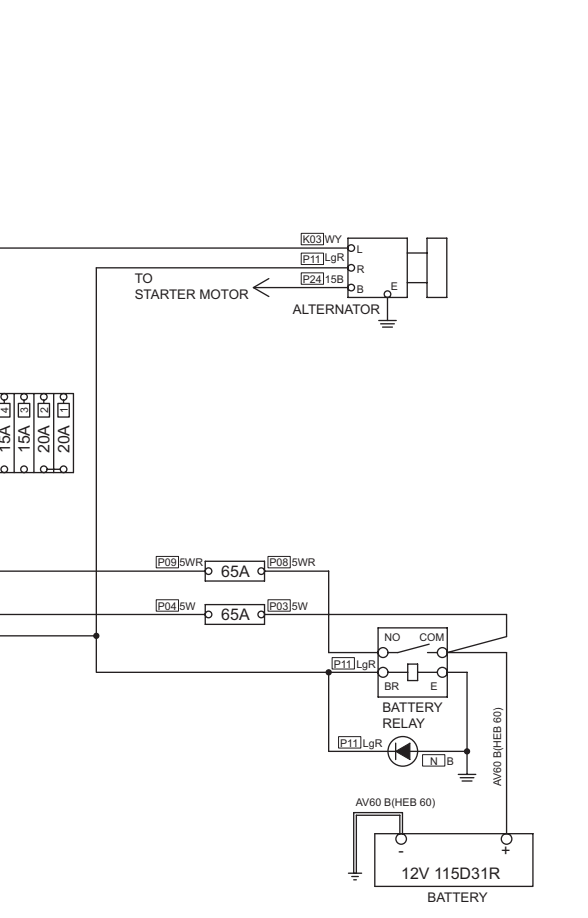 K03 WY
L
P11 LgR
R
TO
STARTER MOTOR
P24 15B
B
E
ALTERNATOR
4
15A
3
15A
2
20A
1
20A
P09 5WR
65A
P08 5WR
P04 5W
65A
P03 5W
NO
COM
P11 LgR
BR
E
BATTERY
RELAY
P11 LgR
N B
AV60 B(HEB 60)
AV60 B(HEB 60)
-
+
12V 115D31R
BATTERY